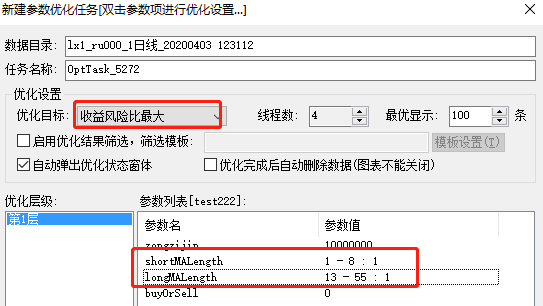 新建参数优化任务[双击参数项进行优化设置...]
数据目录: lx1_ru000_1日线_20200403 123112
任务名称: OptTask_5272
优化设置
优化目标: 收益风险比最大 线程数: 4 最优显示: 100 条
启用优化结果筛选，筛选模板: 模板设置(T)
自动弹出优化状态窗体 优化完成后自动删除数据(图表不能关闭)
优化层级: 参数列表[test222]:
第1层 参数名 参数值
10000000
shortMALength 1 - 8 : 1
longMALength 13 - 55 : 1
buyOrSell 0